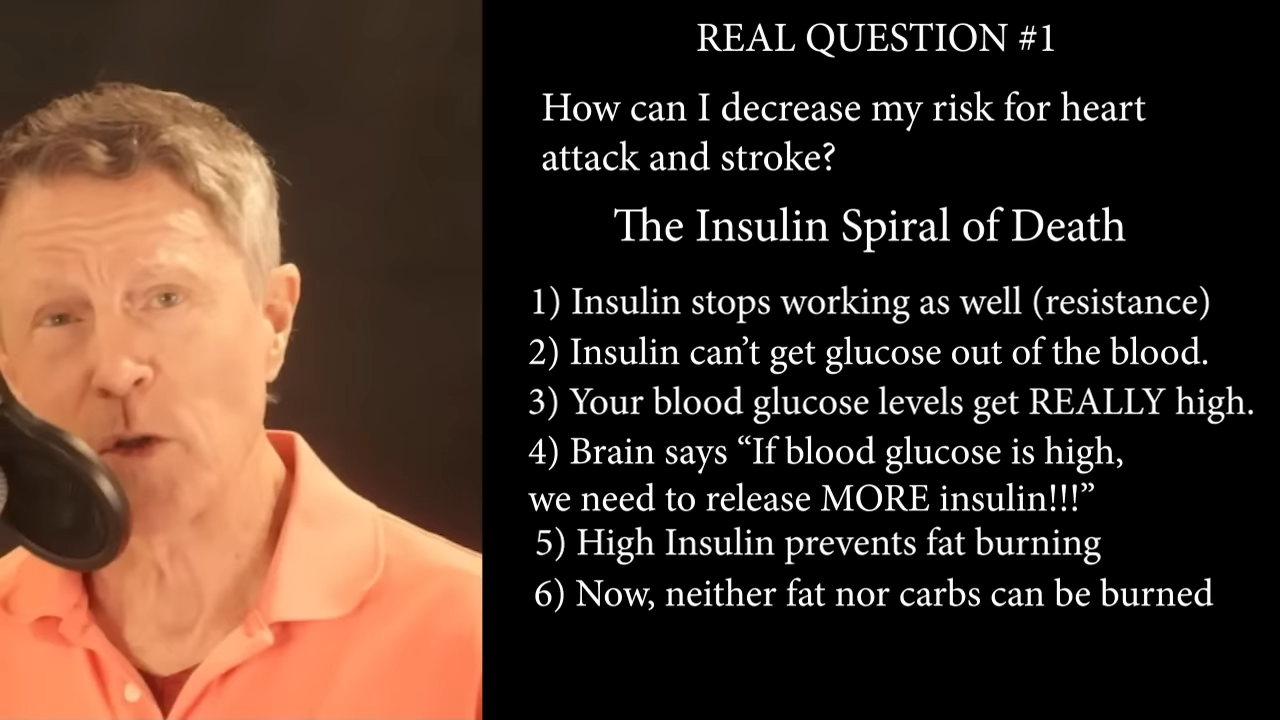 REAL QUESTION #1
How can I decrease my risk for heart
attack and stroke?
The Insulin Spiral of Death
1) Insulin stops working as well (resistance)
2) Insulin can’t get glucose out of the blood.
3) Your blood glucose levels get REALLY high.
4) Brain says “If blood glucose is high,
we need to release MORE insulin!!!”
5) High Insulin prevents fat burning
6) Now, neither fat nor carbs can be burned